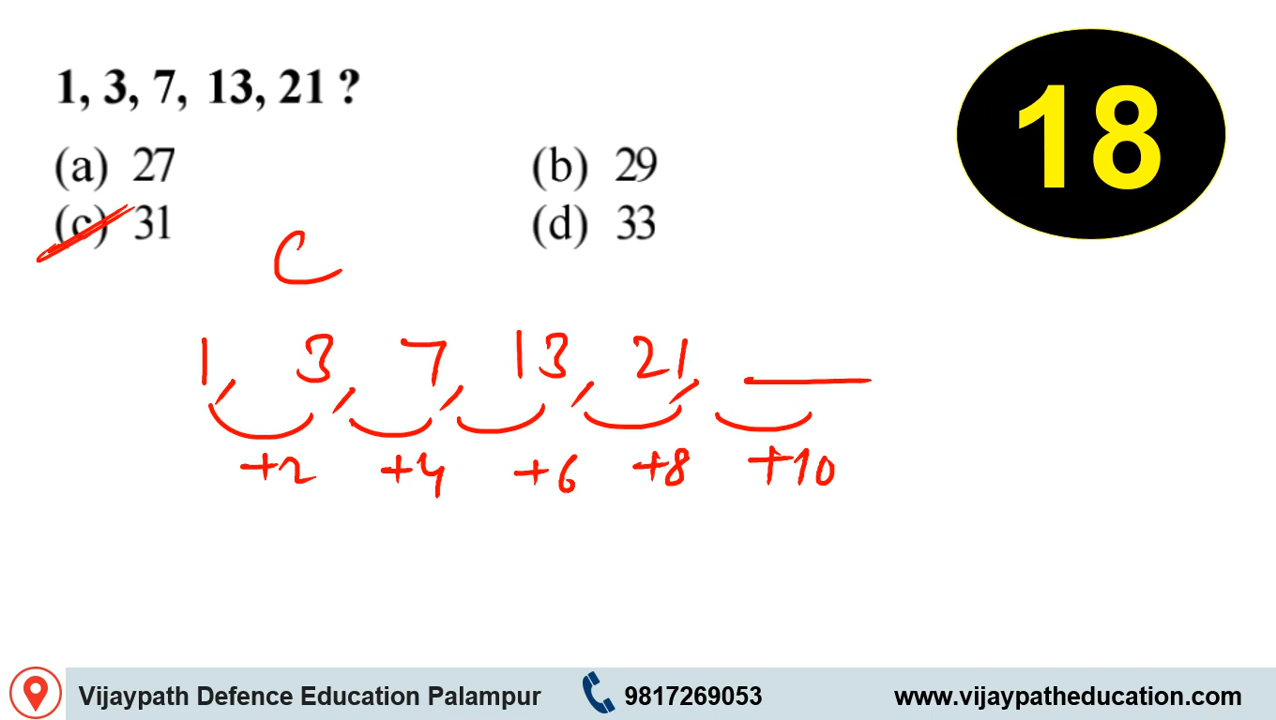 1, 3, 7, 13, 21 ?
18
(a) 27 (b) 29
(c) 31 (d) 33
C
1, 3, 7, 13, 21, ____
+2 +4 +6 +8 +10
Vijaypath Defence Education Palampur 9817269053 www.vijaypatheducation.com